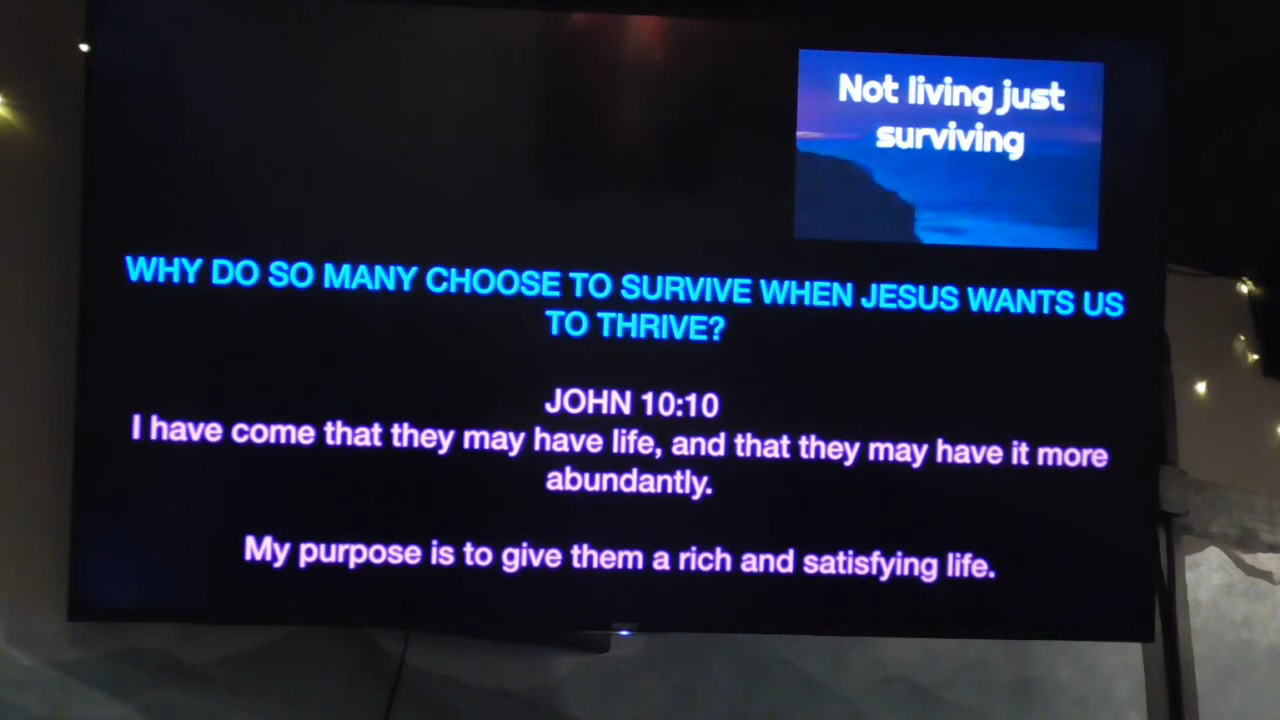 Not living just
surviving
WHY DO SO MANY CHOOSE TO SURVIVE WHEN JESUS WANTS US
TO THRIVE?
JOHN 10:10
I have come that they may have life, and that they may have it more
abundantly.
My purpose is to give them a rich and satisfying life.